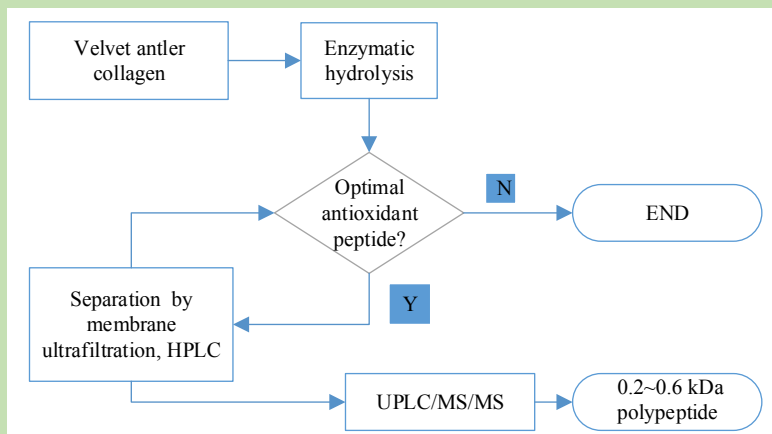 Velvet antler
collagen
Enzymatic
hydrolysis
Optimal
antioxidant
peptide?
N
END
Y
Separation by
membrane
ultrafiltration, HPLC
UPLC/MS/MS
0.2~0.6 kDa
polypeptide